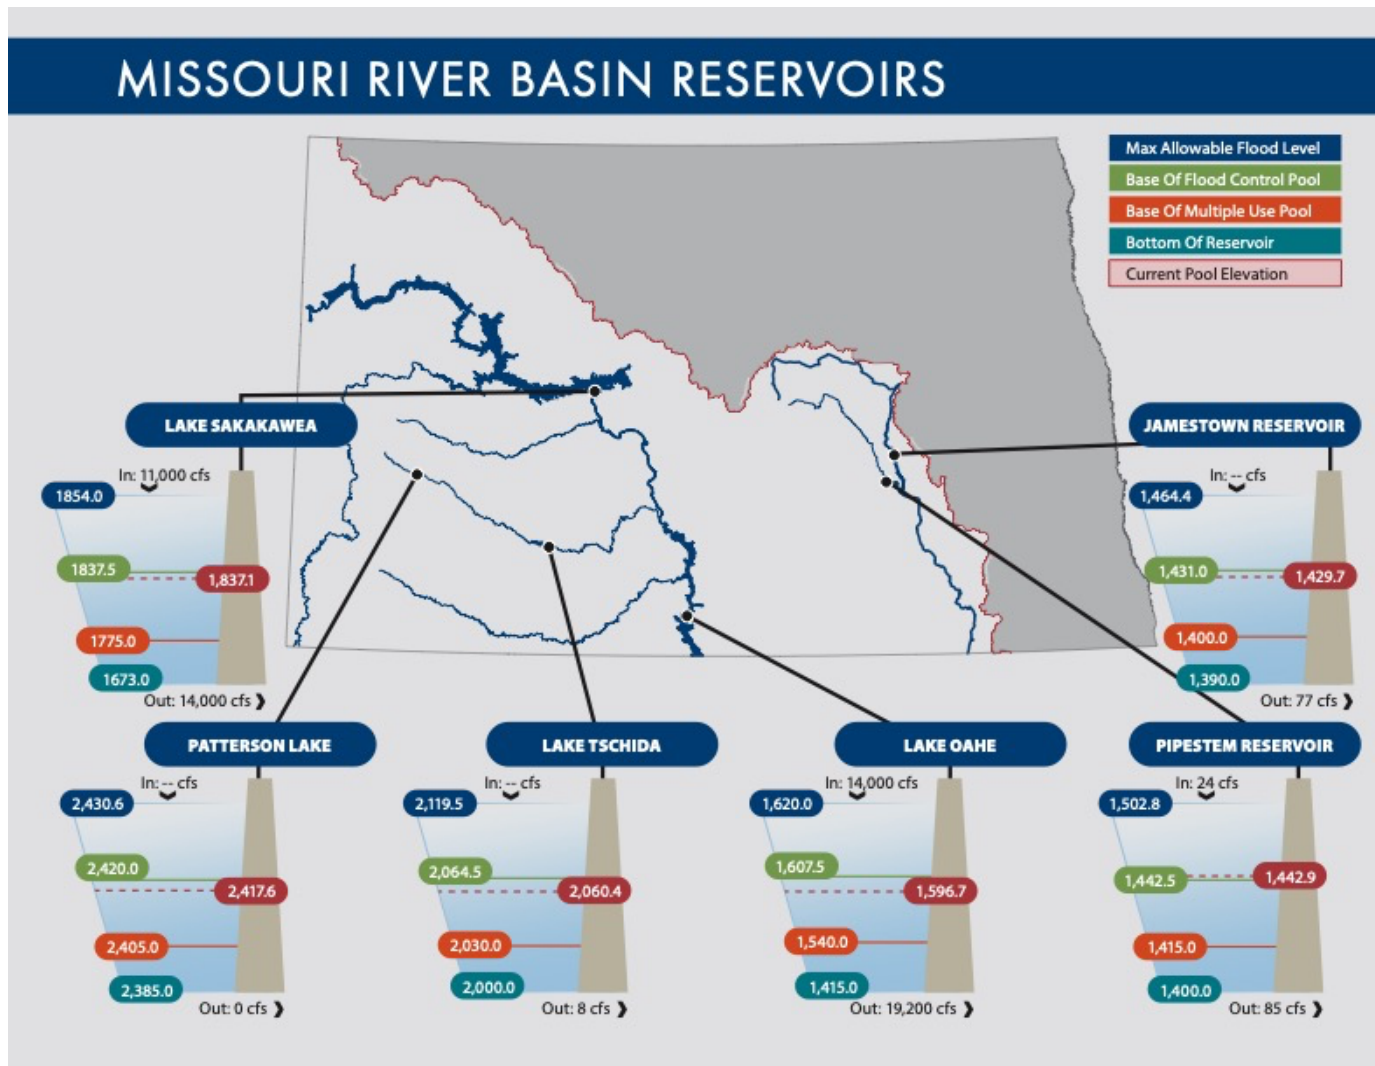 MISSOURI RIVER BASIN RESERVOIRS
Max Allowable Flood Level
Base Of Flood Control Pool
Base Of Multiple Use Pool
Bottom Of Reservoir
Current Pool Elevation
LAKE SAKAKAWEA
In: 11,000 cfs
1854.0
1837.5
1,837.1
1775.0
1673.0
Out: 14,000 cfs
JAMESTOWN RESERVOIR
In: -- cfs
1,464.4
1,431.0
1,429.7
1,400.0
1,390.0
Out: 77 cfs
PATTERSON LAKE
In: -- cfs
2,430.6
2,420.0
2,417.6
2,405.0
2,385.0
Out: 0 cfs
LAKE TSCHIDA
In: -- cfs
2,119.5
2,064.5
2,060.4
2,030.0
2,000.0
Out: 8 cfs
LAKE OAHE
In: 14,000 cfs
1,620.0
1,607.5
1,596.7
1,540.0
1,415.0
Out: 19,200 cfs
PIPESTEM RESERVOIR
In: 24 cfs
1,502.8
1,442.5
1,442.9
1,415.0
1,400.0
Out: 85 cfs